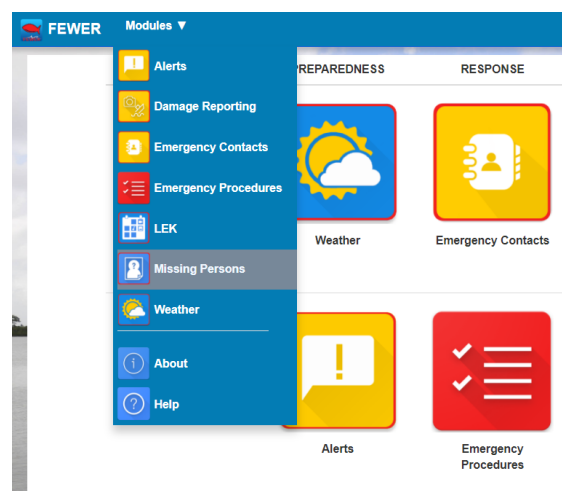 FEWER
Modules ▼
Alerts
Damage Reporting
Emergency Contacts
Emergency Procedures
LEK
Missing Persons
Weather
About
Help
PREPAREDNESS
RESPONSE
Weather
Emergency Contacts
Alerts
Emergency
Procedures